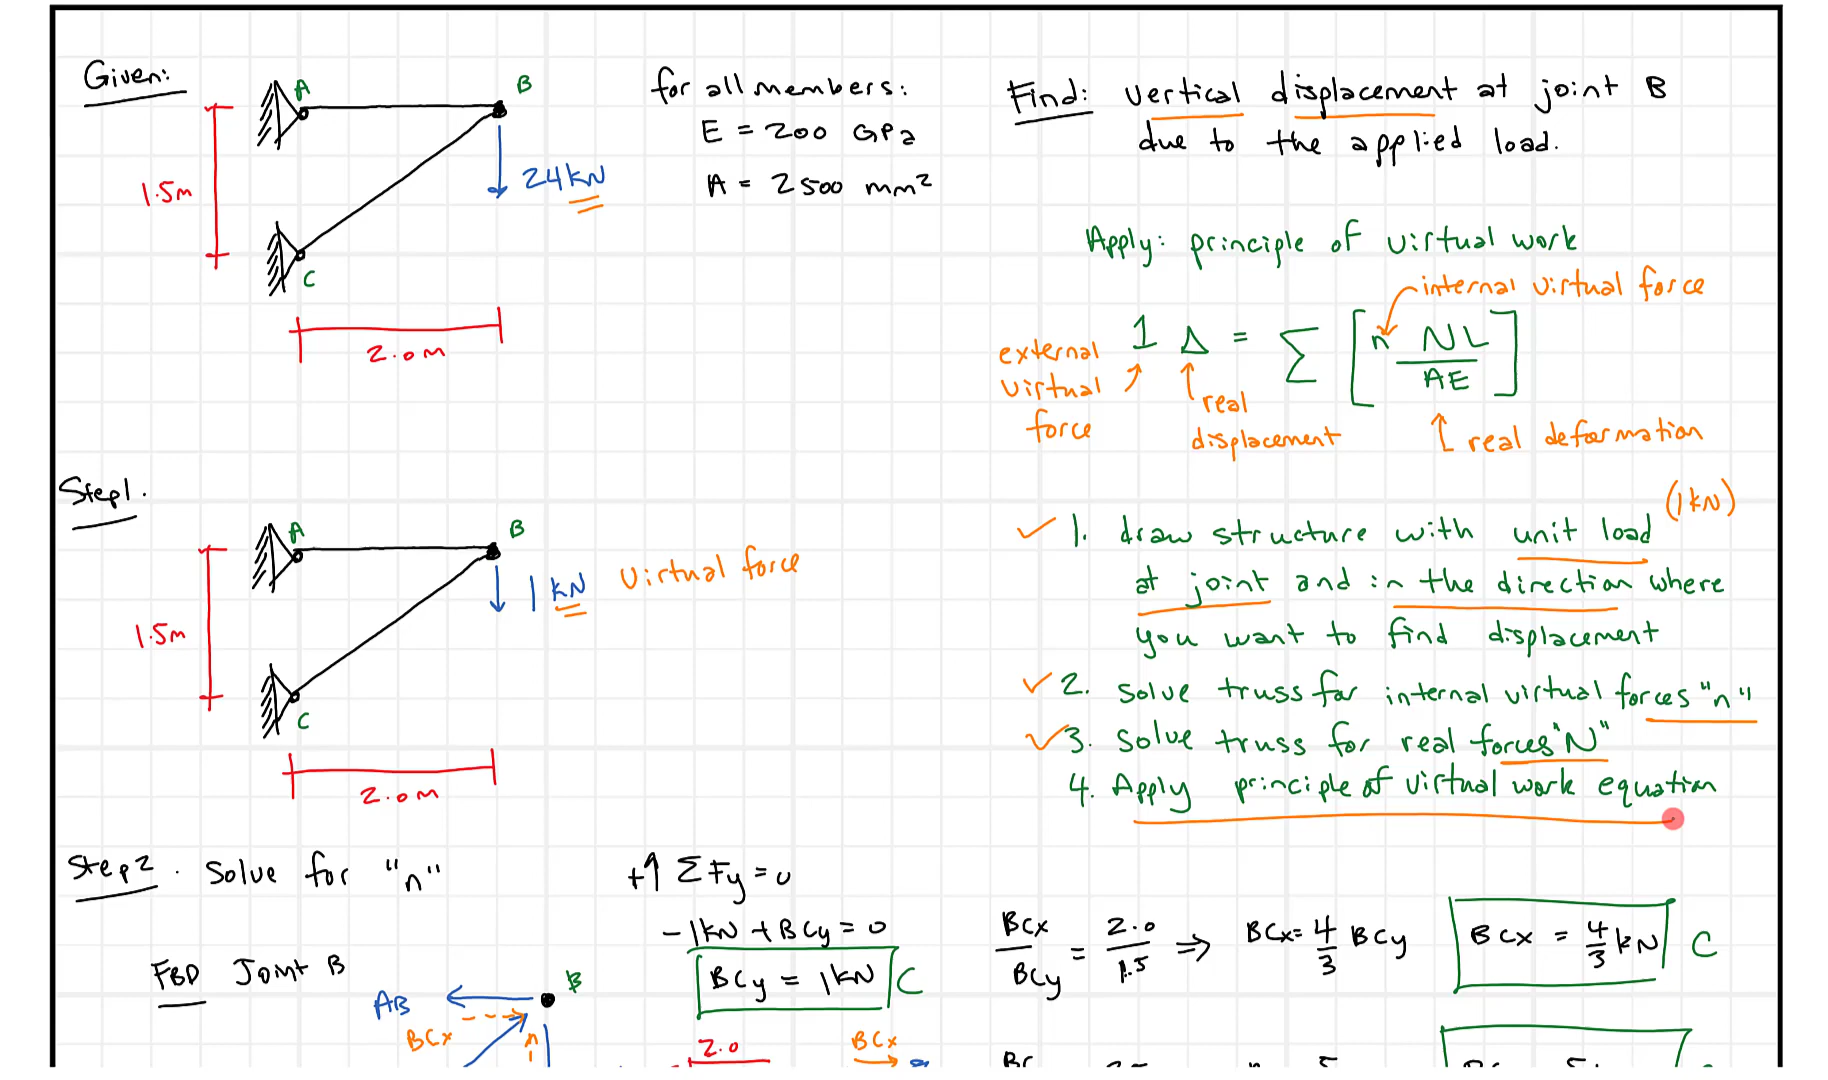 Given:
A
B
24kN
1.5m
C
2.0m
for all members:
E = 200 GPa
A = 2500 mm²
Find: vertical displacement at joint B
due to the applied load.
Apply: principle of virtual work
internal virtual force
1 Δ = Σ [ n NL / AE ]
external
virtual
force
real
displacement
real deformation
Step1.
A
B
1 kN virtual force
1.5m
C
2.0m
(1kN)
✓ 1. draw structure with unit load
at joint and in the direction where
you want to find displacement
✓ 2. solve truss for internal virtual forces "n"
✓ 3. solve truss for real forces "N"
4. Apply principle of virtual work equation
Step2. Solve for "n"
FBD Joint B
AB
B
BCx
+↑ ΣFy = 0
-1kN + BCy = 0
BCy = 1kN C
2.0
BCx
BCx / BCy = 2.0 / 1.5 ⇒ BCx = 4/3 BCy
BCx = 4/3 kN C